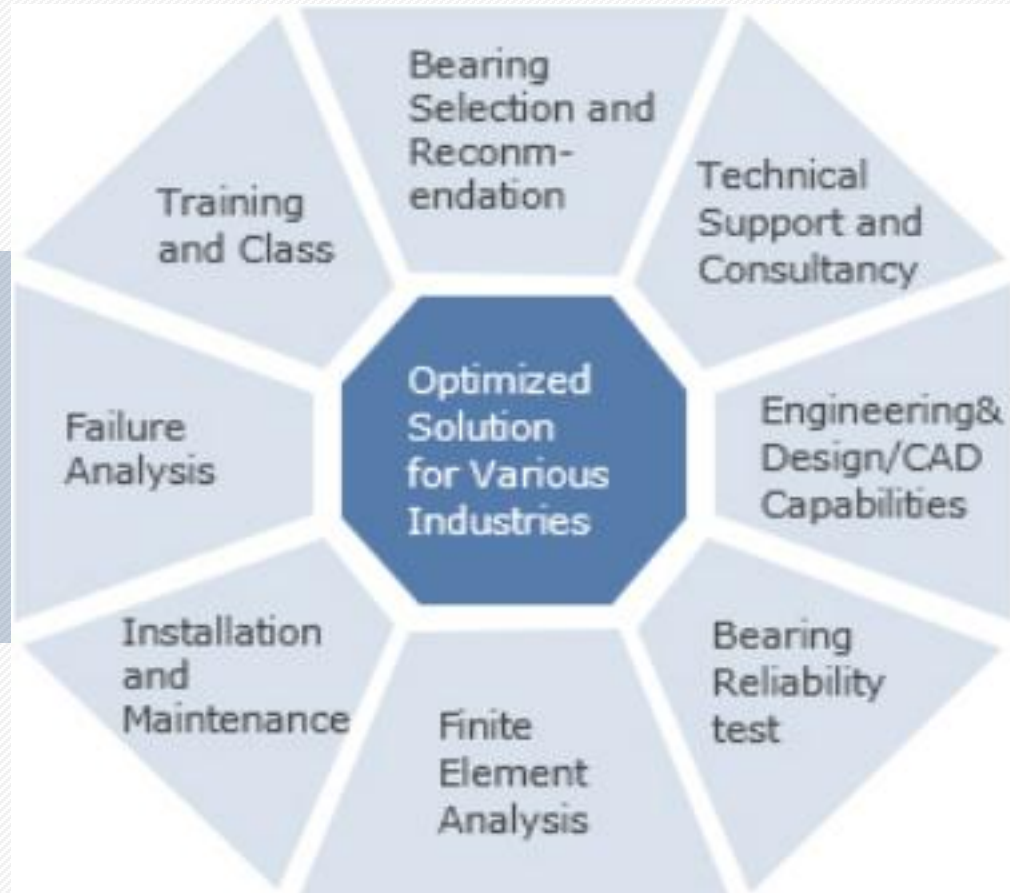 Bearing
Selection and
Reconm-
endation
Technical
Support and
Consultancy
Engineering&
Design/CAD
Capabilities
Bearing
Reliability
test
Finite
Element
Analysis
Installation
and
Maintenance
Failure
Analysis
Training
and Class
Optimized
Solution
for Various
Industries